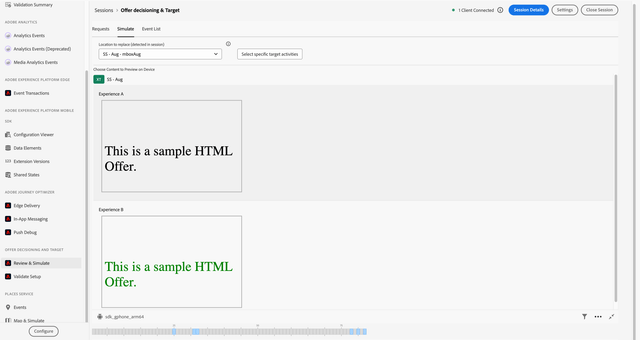 Validation Summary
ADOBE ANALYTICS
Analytics Events
Analytics Events (Deprecated)
Media Analytics Events
ADOBE EXPERIENCE PLATFORM EDGE
Event Transactions
ADOBE EXPERIENCE PLATFORM MOBILE
SDK
Configuration Viewer
Data Elements
Extension Versions
Shared States
ADOBE JOURNEY OPTIMIZER
Edge Delivery
In-App Messaging
Push Debug
OFFER DECISIONING AND TARGET
Review & Simulate
Validate Setup
PLACES SERVICE
Events
Map & Simulate
Configure
Sessions > Offer decisioning & Target
1 Client Connected
Session Details
Settings
Close Session
Requests
Simulate
Event List
Location to replace (detected in session)
SS - Aug - mboxAug
Select specific target activities
Choose Content to Preview on Device
XT
SS - Aug
Experience A
This is a sample HTML
Offer.
Experience B
This is a sample HTML
Offer.
sdk_gphone_arm64